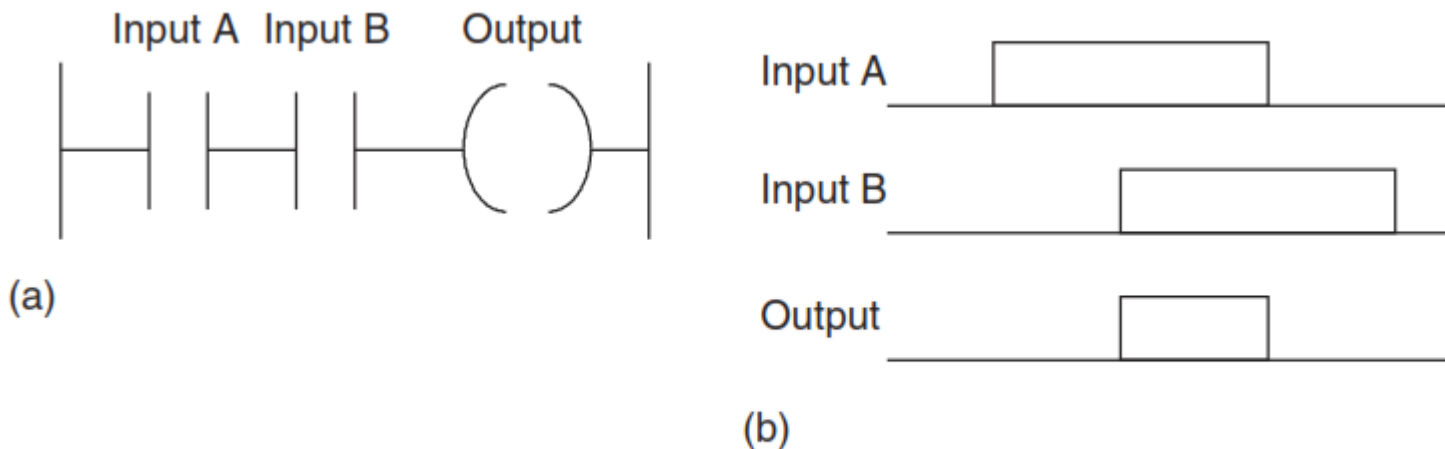 Input A Input B Output
(a)
Input A
Input B
Output
(b)